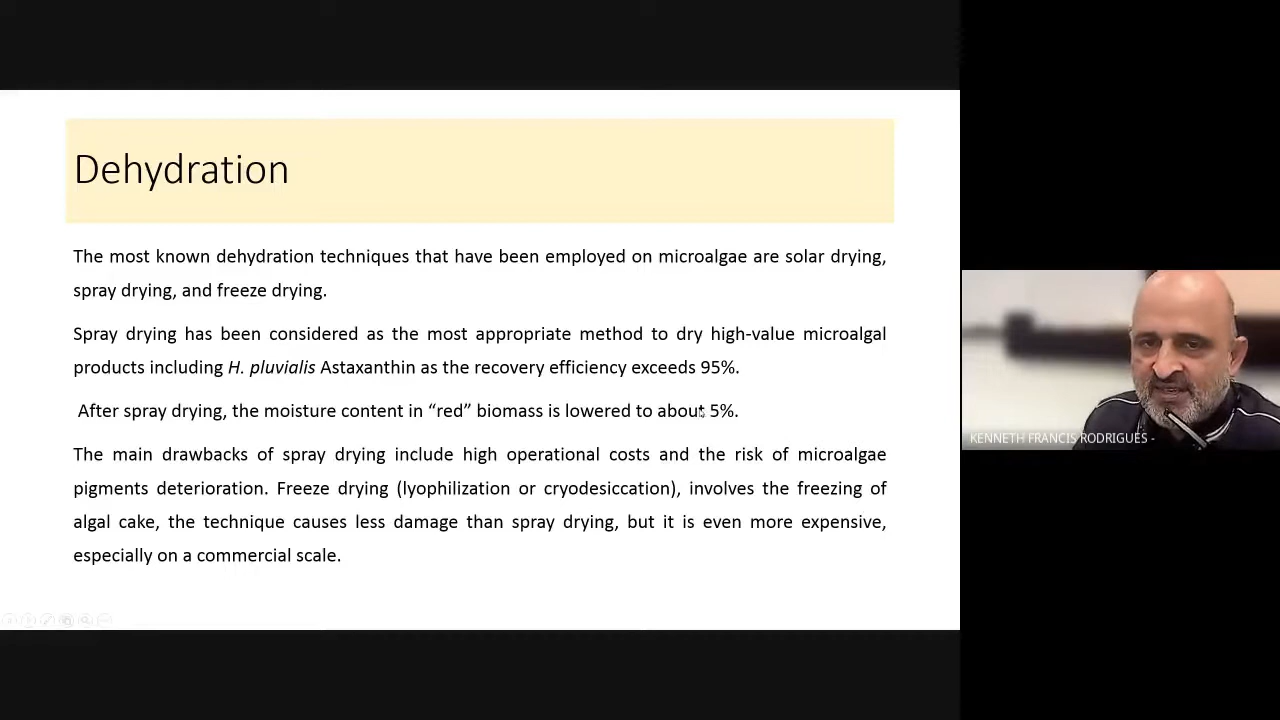 Dehydration
The most known dehydration techniques that have been employed on microalgae are solar drying,
spray drying, and freeze drying.
Spray drying has been considered as the most appropriate method to dry high-value microalgal
products including H. pluvialis Astaxanthin as the recovery efficiency exceeds 95%.
After spray drying, the moisture content in “red” biomass is lowered to about 5%.
The main drawbacks of spray drying include high operational costs and the risk of microalgae
pigments deterioration. Freeze drying (lyophilization or cryodesiccation), involves the freezing of
algal cake, the technique causes less damage than spray drying, but it is even more expensive,
especially on a commercial scale.
KENNETH FRANCIS RODRIGUES -